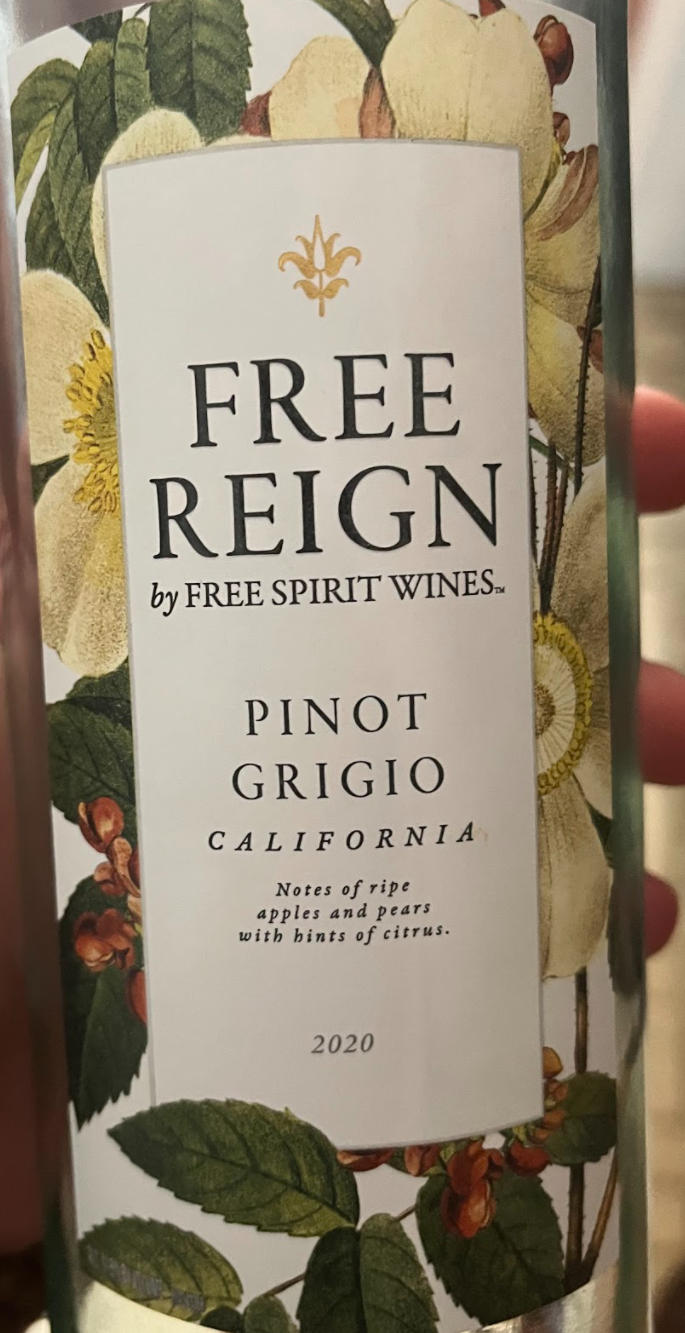 FREE
REIGN
by FREE SPIRIT WINES™
PINOT
GRIGIO
CALIFORNIA
Notes of ripe
apples and pears
with hints of citrus.
2020